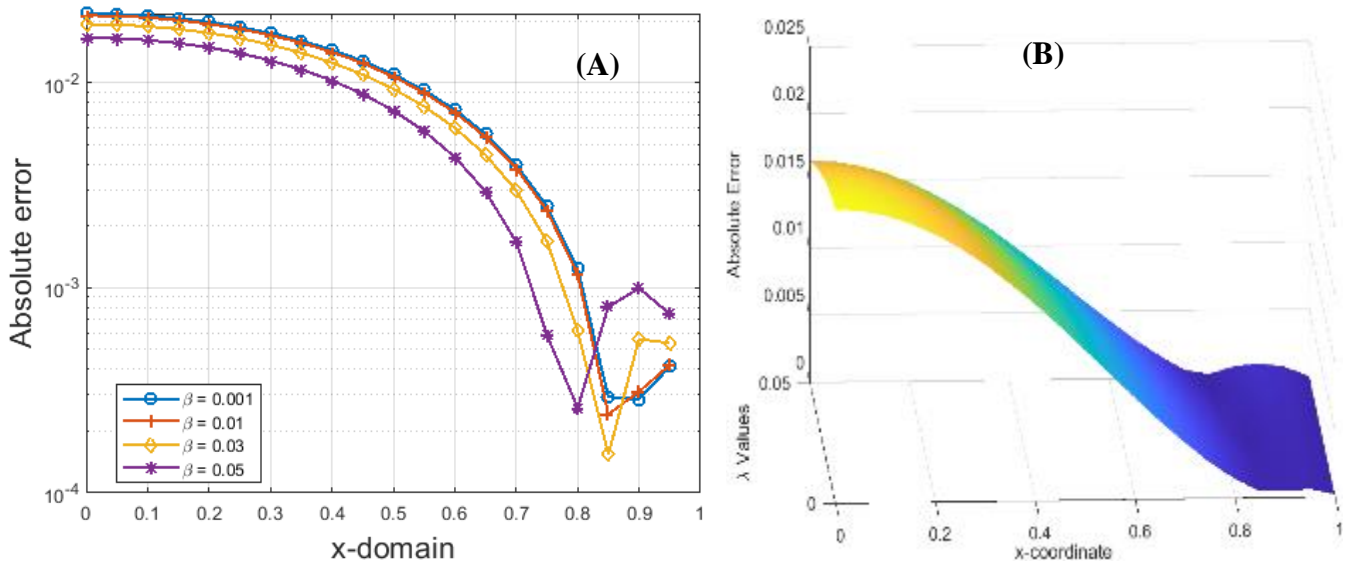 (A)
Absolute error
10⁻²
10⁻³
10⁻⁴
β = 0.001
β = 0.01
β = 0.03
β = 0.05
0 0.1 0.2 0.3 0.4 0.5 0.6 0.7 0.8 0.9 1
x-domain
(B)
Absolute Error
0.025
0.02
0.015
0.01
0.005
0
λ Values
0.05
0
0 0.2 0.4 0.6 0.8 1
x-coordinate